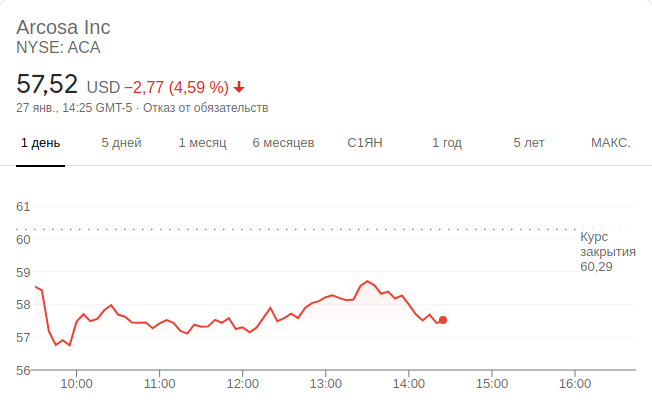 Arcosa Inc
NYSE: ACA
57,52 USD −2,77 (4,59 %)
27 янв., 14:25 GMT-5 · Отказ от обязательств
1 день 5 дней 1 месяц 6 месяцев С1ЯН 1 год 5 лет МАКС.
61
60
59
58
57
56
Курс
закрытия
60,29
10:00 11:00 12:00 13:00 14:00 15:00 16:00